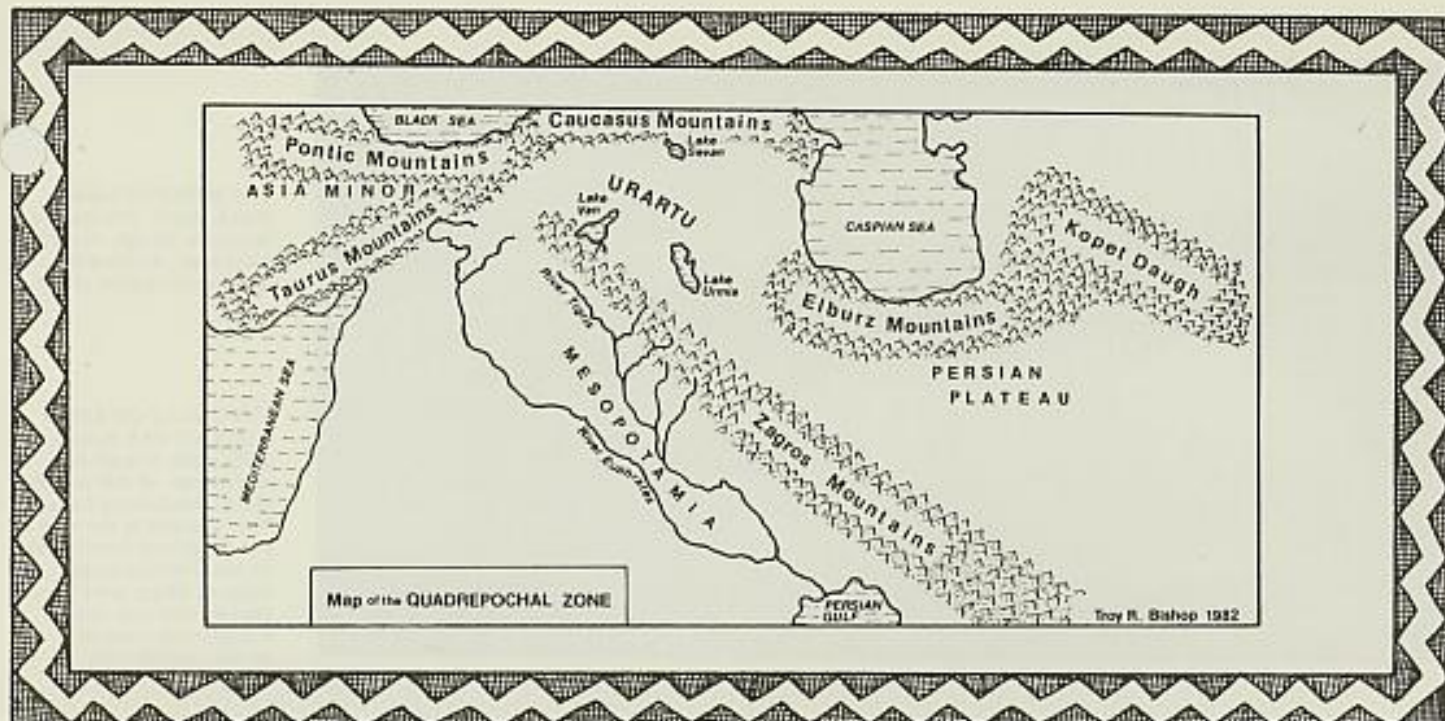 BLACK SEA
Caucasus Mountains
Lake
Sevan
Pontic Mountains
ASIA MINOR
URARTU
Lake
Van
Taurus Mountains
CASPIAN SEA
Kopet Daugh
Lake
Urmia
River Tigris
Elburz Mountains
PERSIAN
PLATEAU
MESOPOTAMIA
MEDITERRANEAN SEA
River Euphrates
Zagros Mountains
Map of the QUADREPOCHAL ZONE
PERSIAN
GULF
Troy R. Bishop 1982